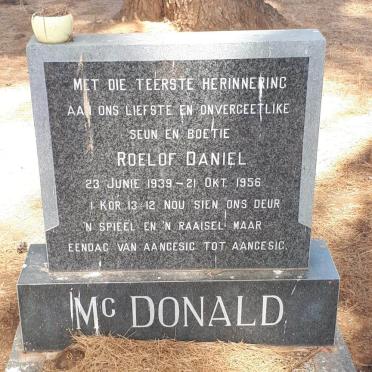 MET DIE TEERSTE HERINNERING
AAN ONS LIEFSTE EN ONVERGEETLIKE
SEUN EN BOETIE
ROELOF DANIEL
23 JUNIE 1939 – 21 OKT. 1956
1 KOR. 13:12 NOU SIEN ONS DEUR
'N SPIEËL EN 'N RAAISEL MAAR
EENDAG VAN AANGESIG TOT AANGESIG.
McDONALD